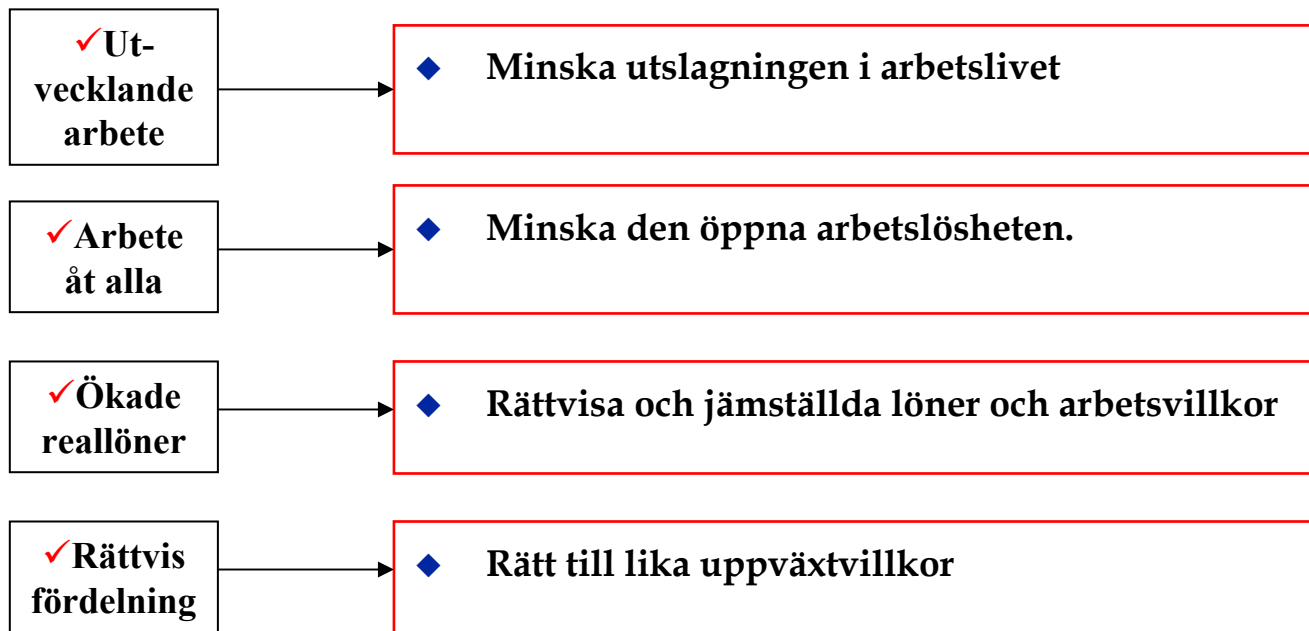 ✓Ut-
vecklande
arbete
◆ Minska utslagningen i arbetslivet
✓Arbete
åt alla
◆ Minska den öppna arbetslösheten.
✓Ökade
reallöner
◆ Rättvisa och jämställda löner och arbetsvillkor
✓Rättvis
fördelning
◆ Rätt till lika uppväxtvillkor